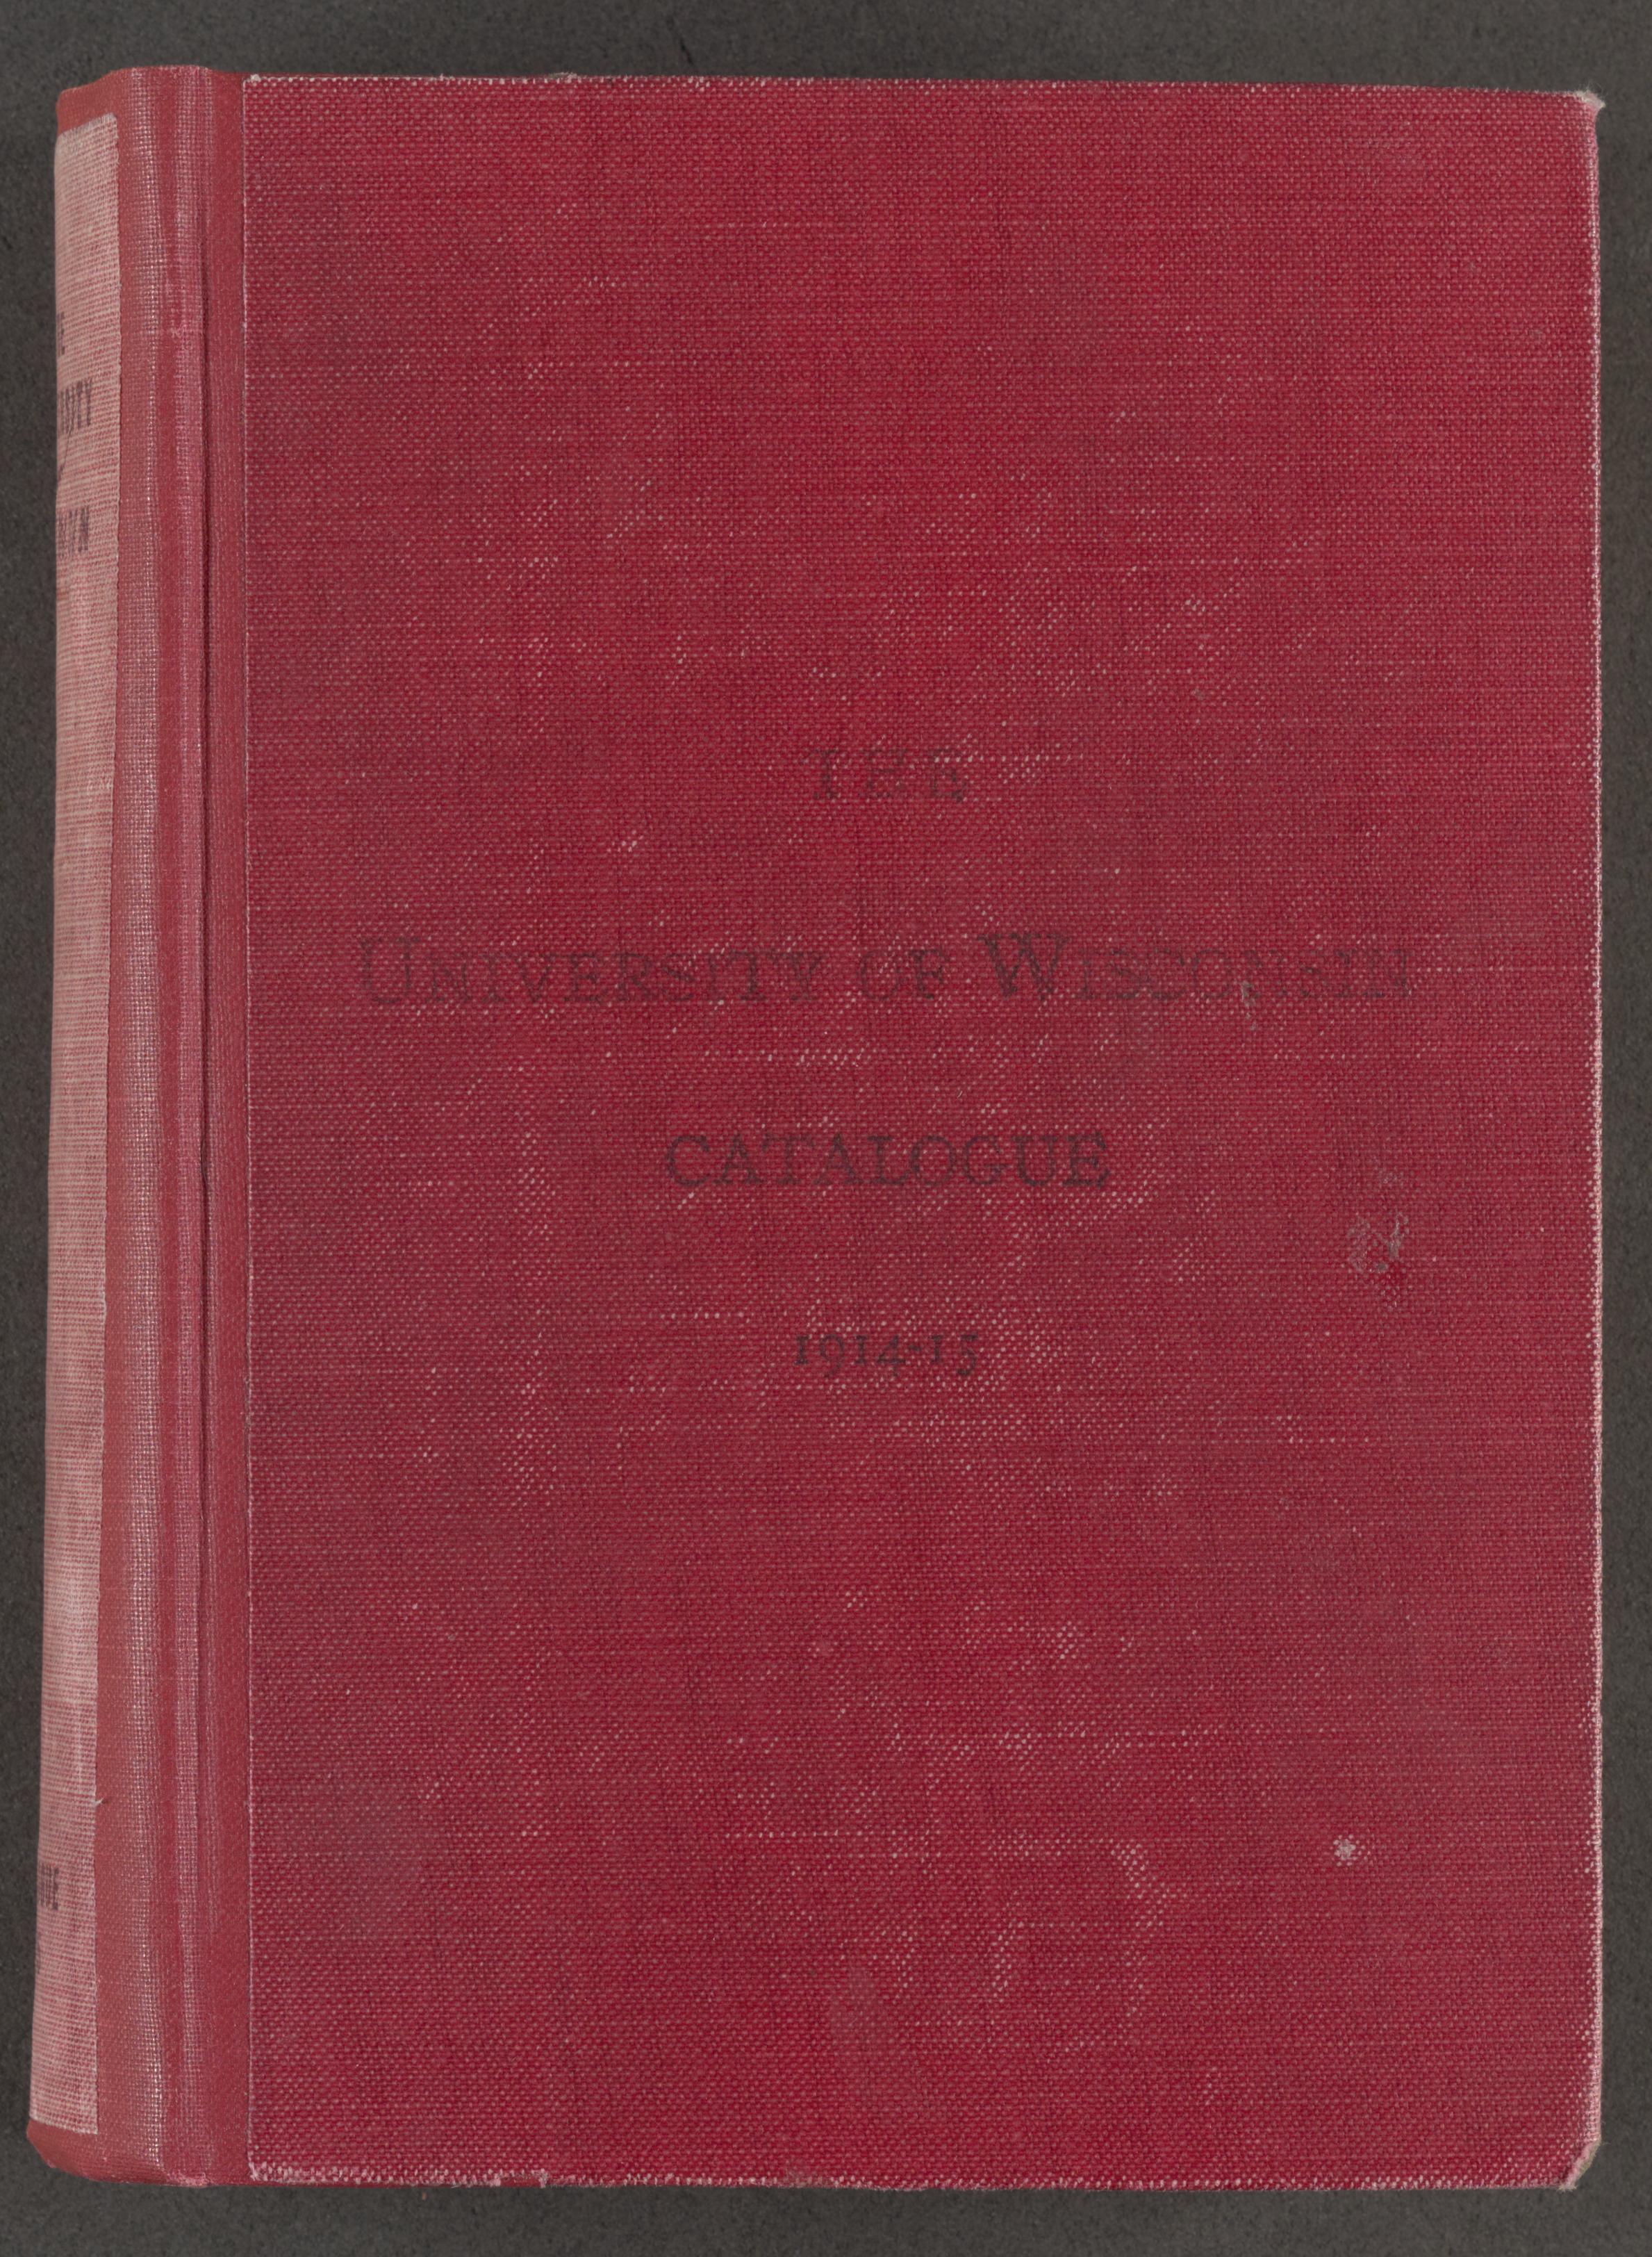 THE
UNIVERSITY OF WISCONSIN
CATALOGUE
1914-15